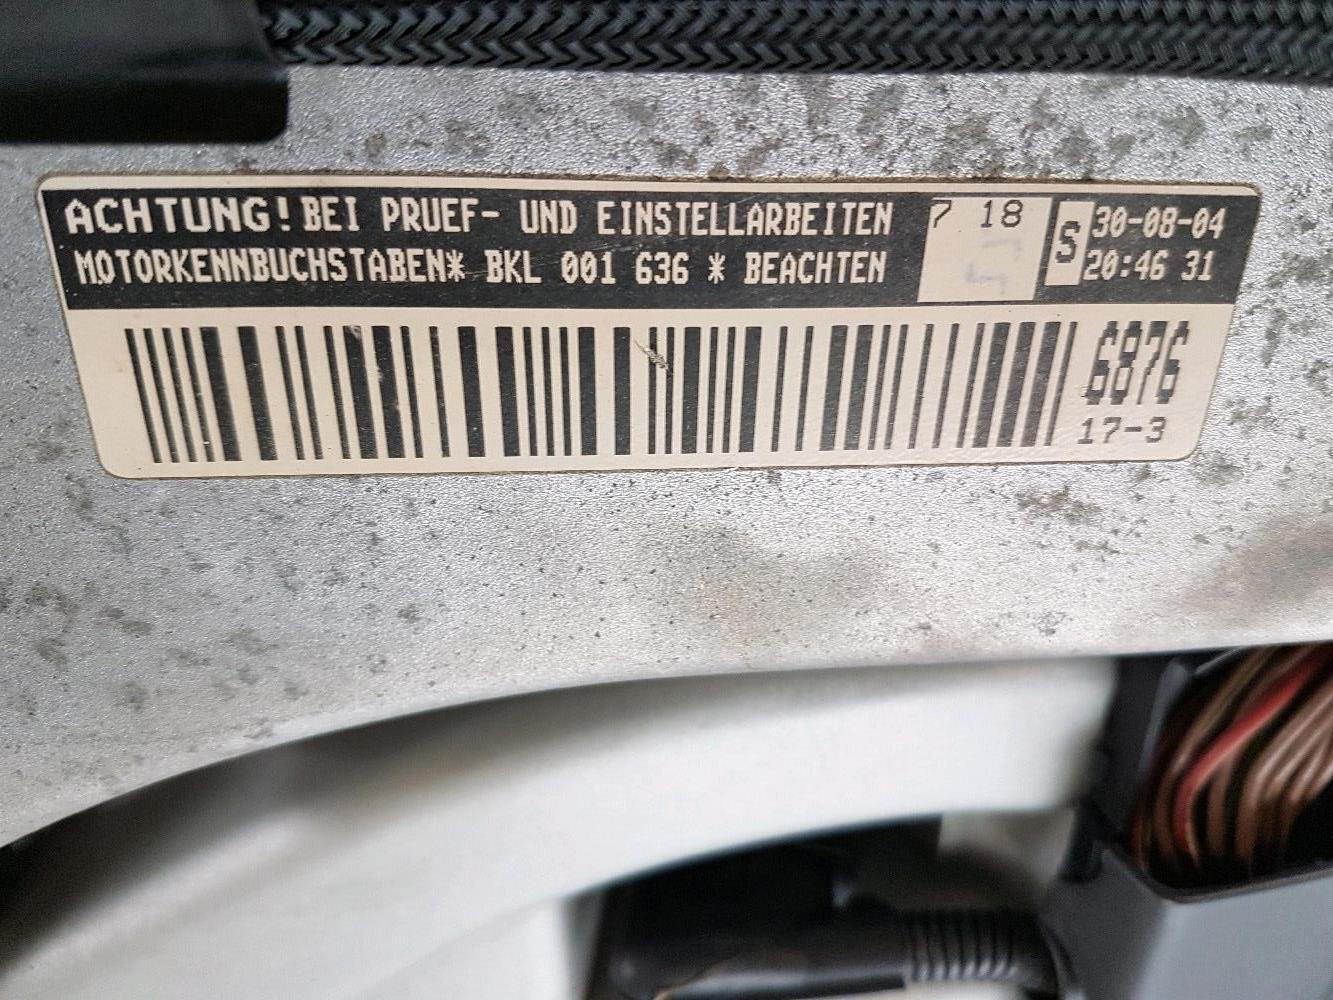 ACHTUNG! BEI PRUEF- UND EINSTELLARBEITEN 7 18 S 30-08-04
MOTORKENNBUCHSTABEN* BKL 001 636 * BEACHTEN 20:46 31
6876
17-3